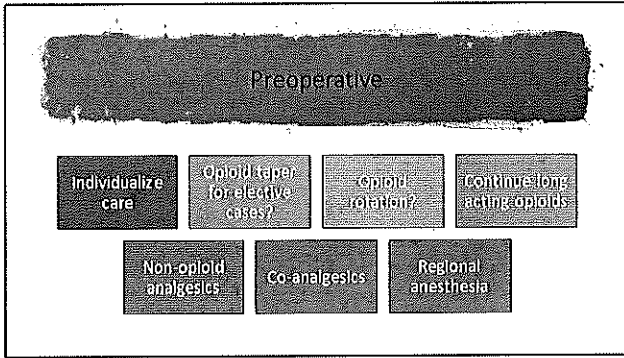 Preoperative
Individualize
care
Opioid taper
for elective
cases?
Opioid
rotation?
Continue long
acting opioids
Non-opioid
analgesics
Co-analgesics
Regional
anesthesia